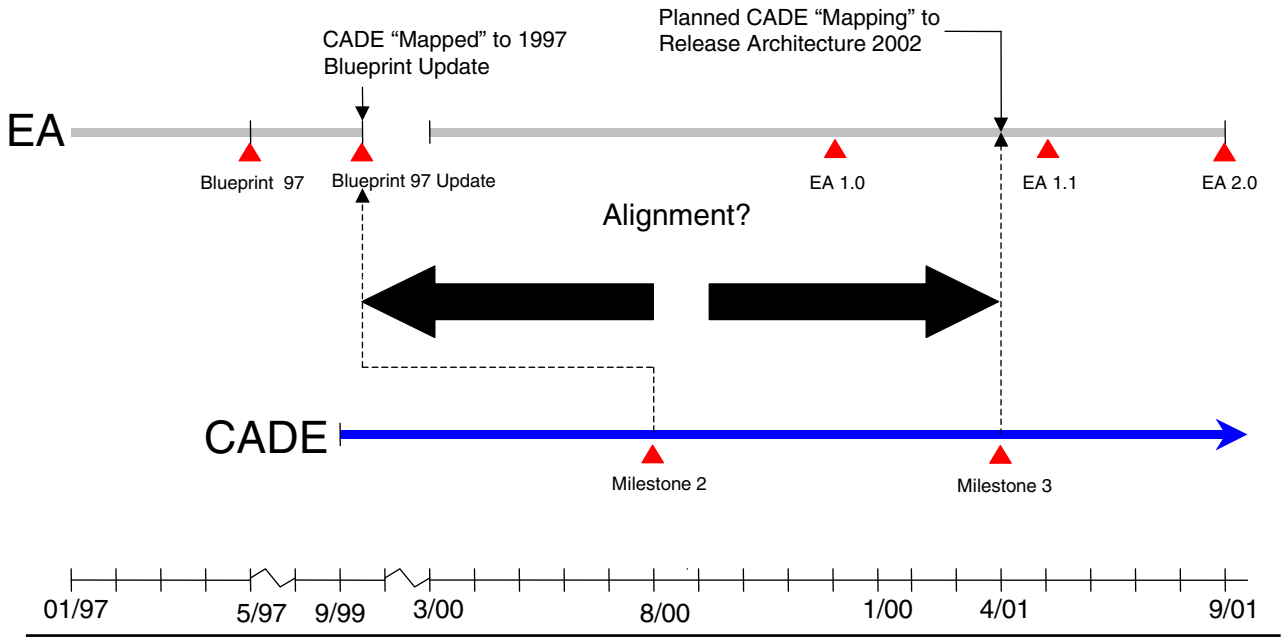 CADE “Mapped” to 1997
Blueprint Update
Planned CADE “Mapping” to
Release Architecture 2002
EA
Blueprint 97
Blueprint 97 Update
EA 1.0
EA 1.1
EA 2.0
Alignment?
CADE
Milestone 2
Milestone 3
01/97
5/97
9/99
3/00
8/00
1/00
4/01
9/01